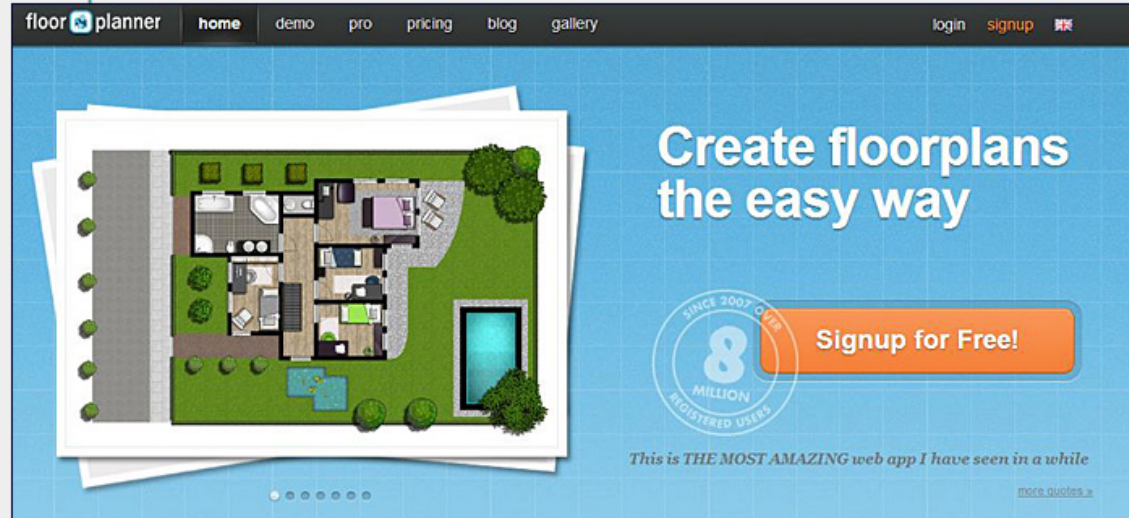 floor planner home demo pro pricing blog gallery login signup
Create floorplans
the easy way
SINCE 2007 OVER
8
MILLION
REGISTERED USERS
Signup for Free!
This is THE MOST AMAZING web app I have seen in a while
more quotes »